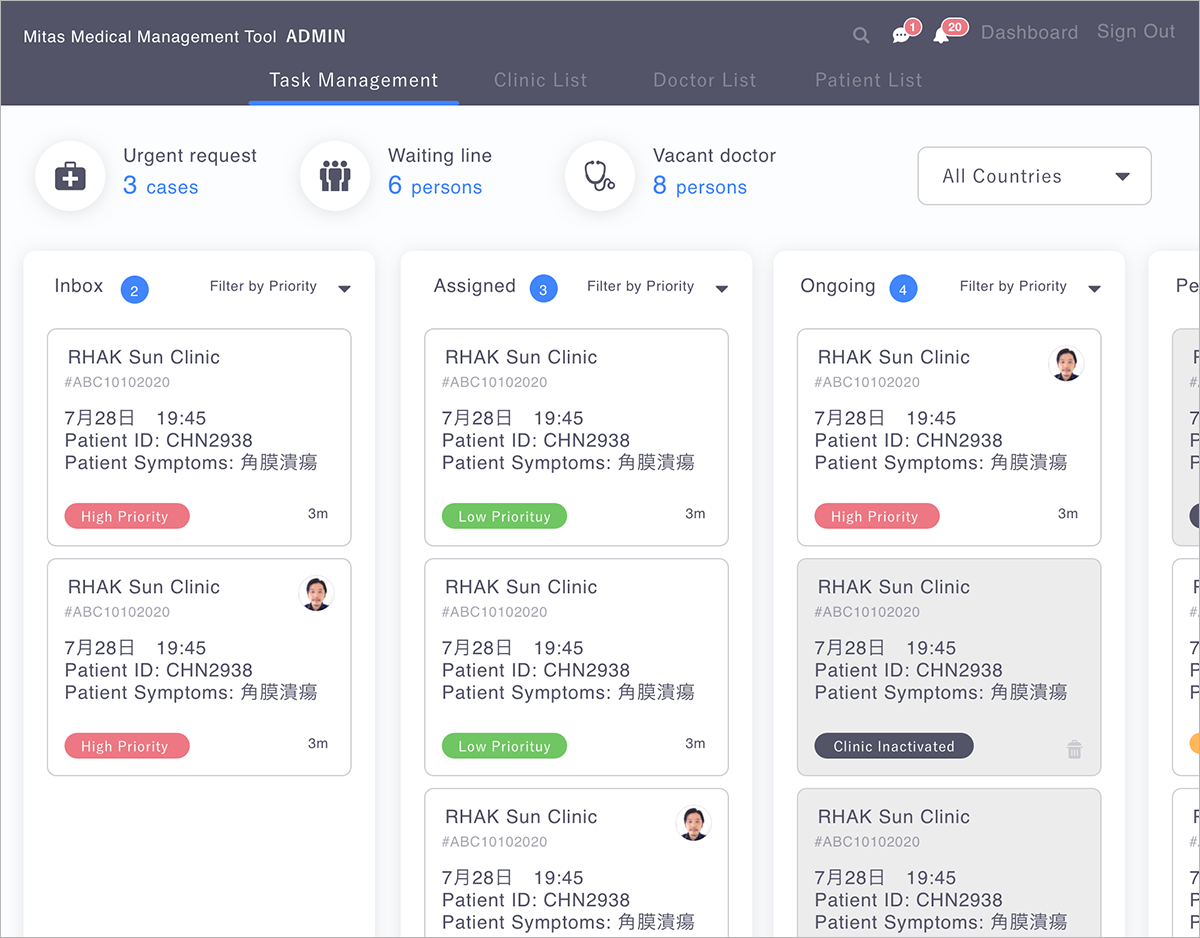 Mitas Medical Management Tool ADMIN
1
20
Dashboard
Sign Out
Task Management
Clinic List
Doctor List
Patient List
Urgent request
3 cases
Waiting line
6 persons
Vacant doctor
8 persons
All Countries
Inbox
2
Filter by Priority
RHAK Sun Clinic
#ABC10102020
7月28日 19:45
Patient ID: CHN2938
Patient Symptoms: 角膜潰瘍
High Priority
3m
RHAK Sun Clinic
#ABC10102020
7月28日 19:45
Patient ID: CHN2938
Patient Symptoms: 角膜潰瘍
High Priority
3m
Assigned
3
Filter by Priority
RHAK Sun Clinic
#ABC10102020
7月28日 19:45
Patient ID: CHN2938
Patient Symptoms: 角膜潰瘍
Low Priorituy
3m
RHAK Sun Clinic
#ABC10102020
7月28日 19:45
Patient ID: CHN2938
Patient Symptoms: 角膜潰瘍
Low Priorituy
3m
RHAK Sun Clinic
#ABC10102020
7月28日 19:45
Patient ID: CHN2938
Patient Symptoms: 角膜潰瘍
Ongoing
4
Filter by Priority
RHAK Sun Clinic
#ABC10102020
7月28日 19:45
Patient ID: CHN2938
Patient Symptoms: 角膜潰瘍
High Priority
3m
RHAK Sun Clinic
#ABC10102020
7月28日 19:45
Patient ID: CHN2938
Patient Symptoms: 角膜潰瘍
Clinic Inactivated
RHAK Sun Clinic
#ABC10102020
7月28日 19:45
Patient ID: CHN2938
Patient Symptoms: 角膜潰瘍
Pe